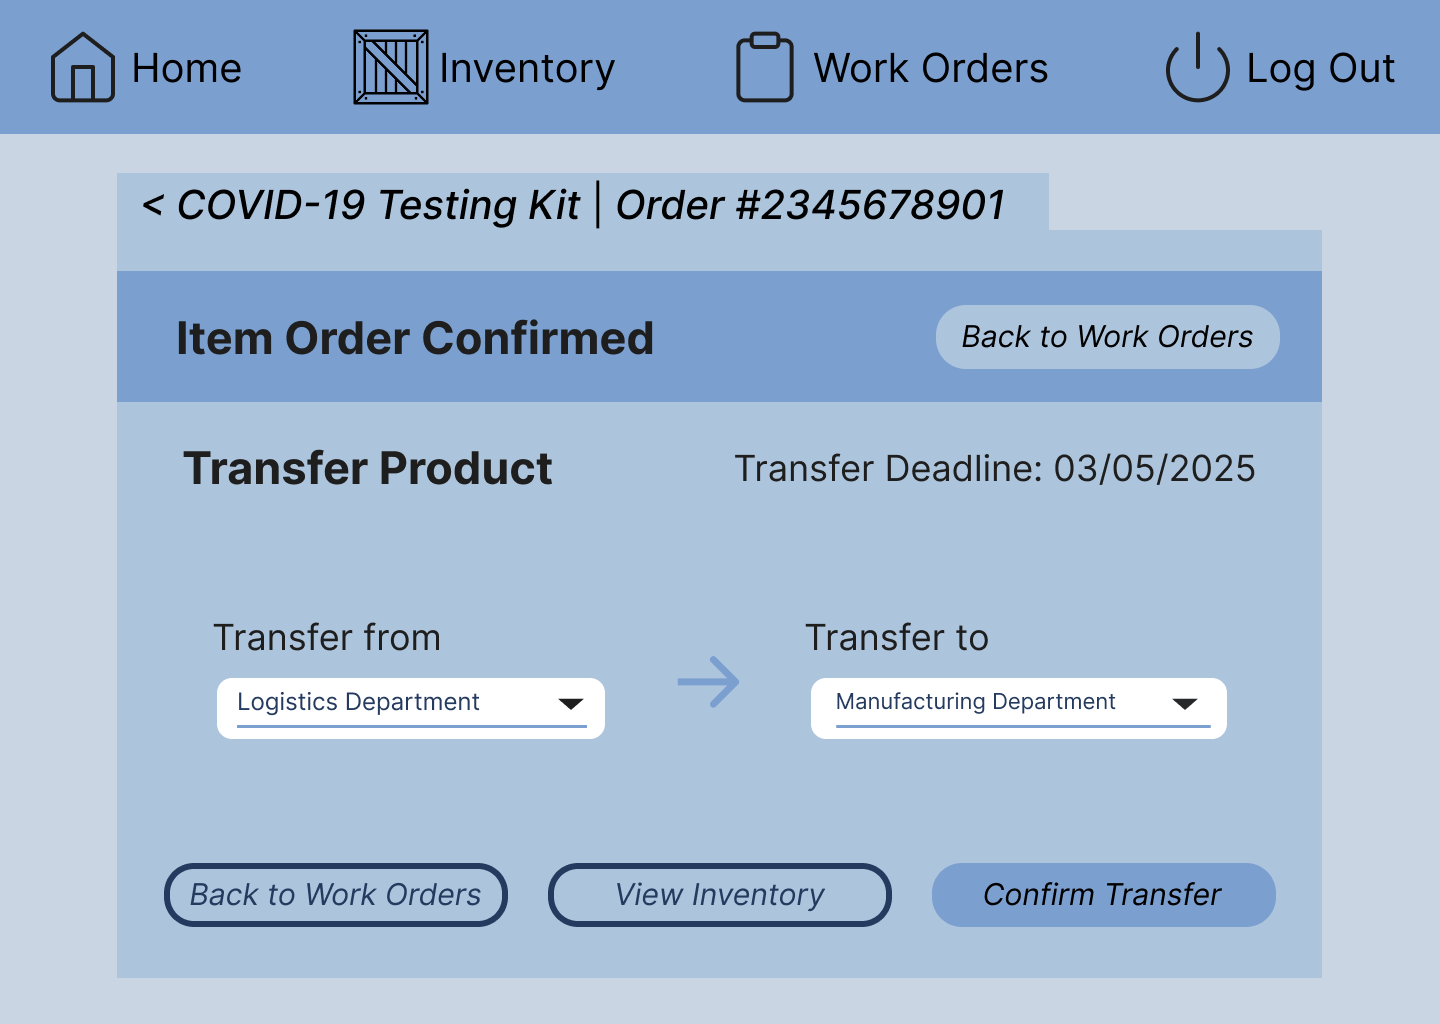 Home Inventory Work Orders Log Out
< COVID-19 Testing Kit | Order #2345678901
Item Order Confirmed Back to Work Orders
Transfer Product Transfer Deadline: 03/05/2025
Transfer from Transfer to
Logistics Department Manufacturing Department
Back to Work Orders View Inventory Confirm Transfer